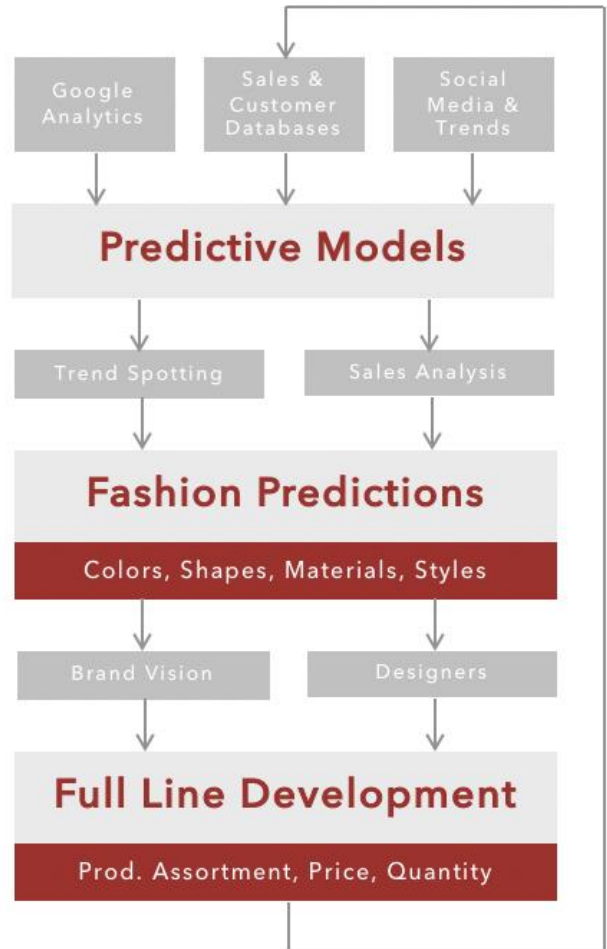 Google
Analytics
Sales &
Customer
Databases
Social
Media &
Trends
Predictive Models
Trend Spotting
Sales Analysis
Fashion Predictions
Colors, Shapes, Materials, Styles
Brand Vision
Designers
Full Line Development
Prod. Assortment, Price, Quantity